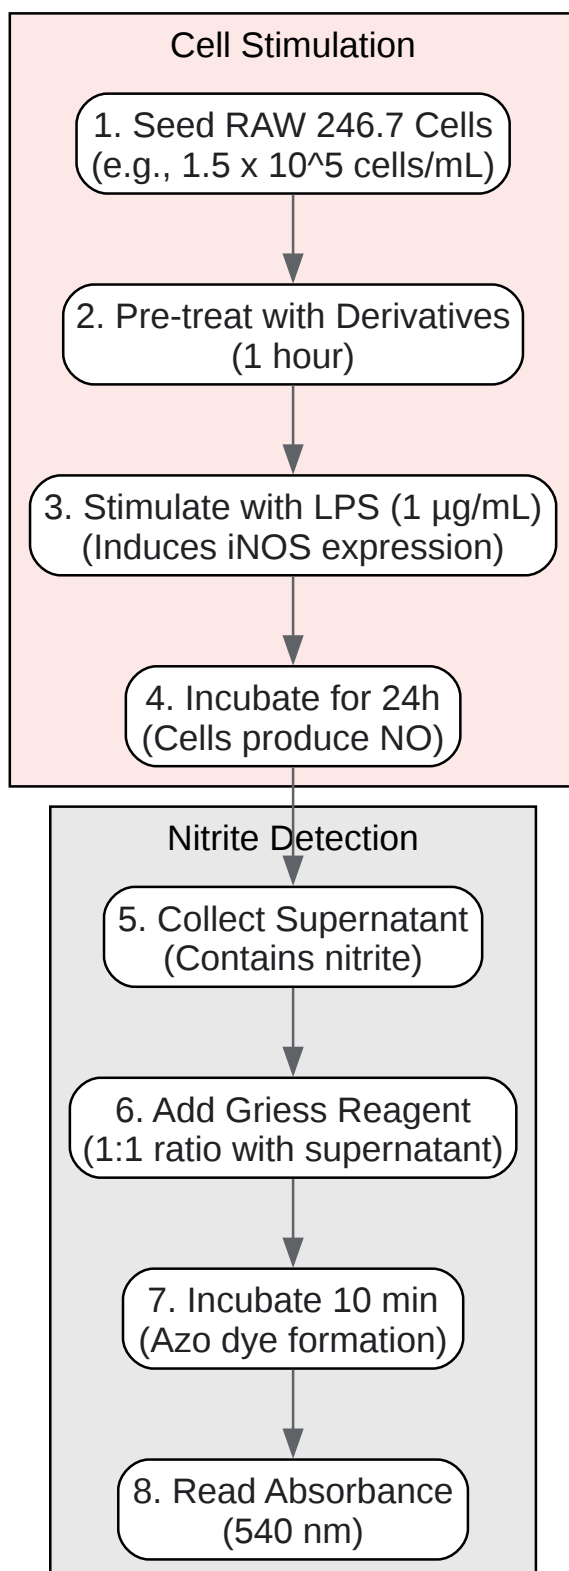 Cell Stimulation
1. Seed RAW 246.7 Cells
(e.g., 1.5 x 10^5 cells/mL)
2. Pre-treat with Derivatives
(1 hour)
3. Stimulate with LPS (1 µg/mL)
(Induces iNOS expression)
4. Incubate for 24h
(Cells produce NO)
Nitrite Detection
5. Collect Supernatant
(Contains nitrite)
6. Add Griess Reagent
(1:1 ratio with supernatant)
7. Incubate 10 min
(Azo dye formation)
8. Read Absorbance
(540 nm)